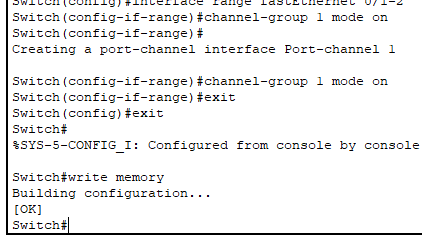 Switch(config)#interface range fastEthernet 0/1-2
Switch(config-if-range)#channel-group 1 mode on
Switch(config-if-range)#
Creating a port-channel interface Port-channel 1
Switch(config-if-range)#channel-group 1 mode on
Switch(config-if-range)#exit
Switch(config)#exit
Switch#
%SYS-5-CONFIG_I: Configured from console by console
Switch#write memory
Building configuration...
[OK]
Switch#